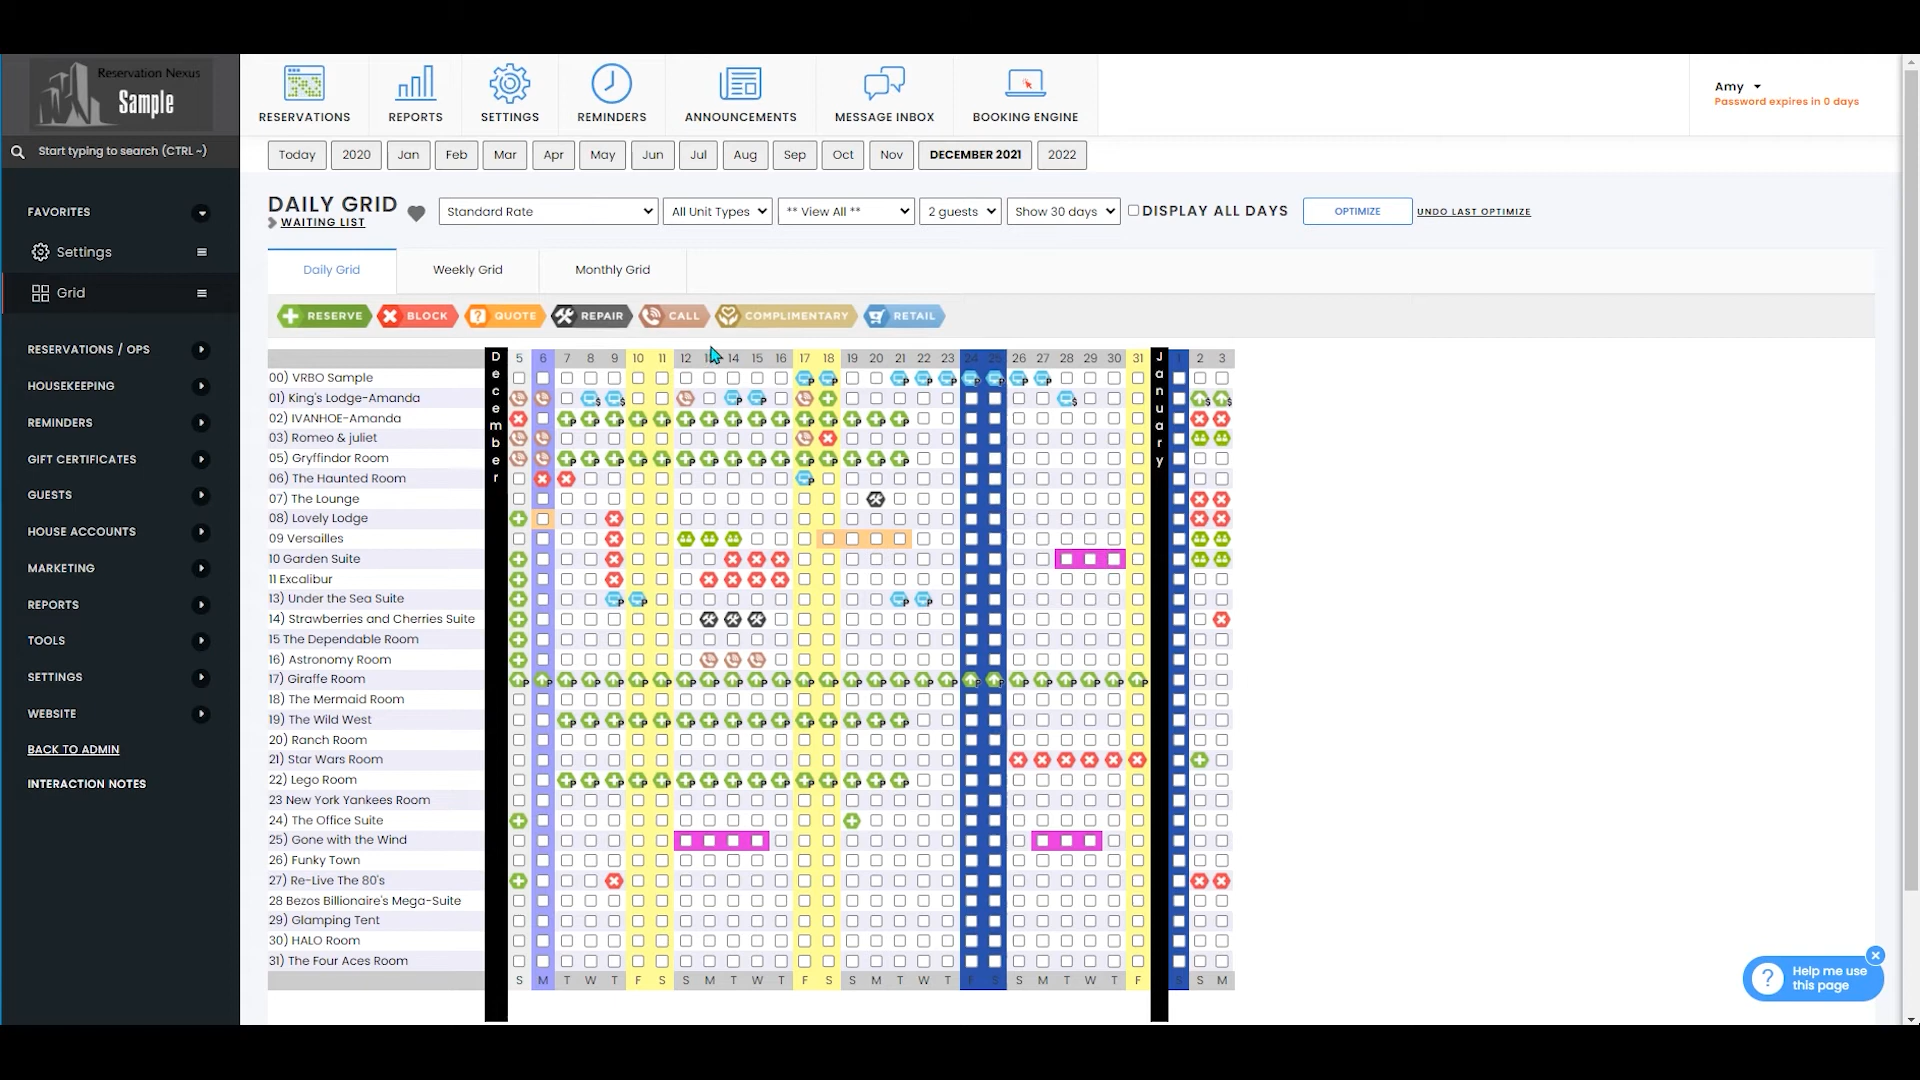 Reservation Nexus
Sample
Start typing to search (CTRL ~)
FAVORITES
Settings
Grid
RESERVATIONS / OPS
HOUSEKEEPING
REMINDERS
GIFT CERTIFICATES
GUESTS
HOUSE ACCOUNTS
MARKETING
REPORTS
TOOLS
SETTINGS
WEBSITE
BACK TO ADMIN
INTERACTION NOTES
RESERVATIONS REPORTS SETTINGS REMINDERS ANNOUNCEMENTS MESSAGE INBOX BOOKING ENGINE
Amy
Password expires in 0 days
Today 2020 Jan Feb Mar Apr May Jun Jul Aug Sep Oct Nov DECEMBER 2021 2022
DAILY GRID
WAITING LIST
Standard Rate All Unit Types ** View All ** 2 guests Show 30 days DISPLAY ALL DAYS OPTIMIZE UNDO LAST OPTIMIZE
Daily Grid Weekly Grid Monthly Grid
RESERVE BLOCK QUOTE REPAIR CALL COMPLIMENTARY RETAIL
December 5 6 7 8 9 10 11 12 13 14 15 16 17 18 19 20 21 22 23 24 25 26 27 28 29 30 31 January 1 2 3
00) VRBO Sample
01) King's Lodge-Amanda
02) IVANHOE-Amanda
03) Romeo & juliet
05) Gryffindor Room
06) The Haunted Room
07) The Lounge
08) Lovely Lodge
09 Versailles
10 Garden Suite
11 Excalibur
13) Under the Sea Suite
14) Strawberries and Cherries Suite
15 The Dependable Room
16) Astronomy Room
17) Giraffe Room
18) The Mermaid Room
19) The Wild West
20) Ranch Room
21) Star Wars Room
22) Lego Room
23 New York Yankees Room
24) The Office Suite
25) Gone with the Wind
26) Funky Town
27) Re-Live The 80's
28 Bezos Billionaire's Mega-Suite
29) Glamping Tent
30) HALO Room
31) The Four Aces Room
S M T W T F S S M T W T F S S M T W T F S S M T W T F S S M
Help me use
this page